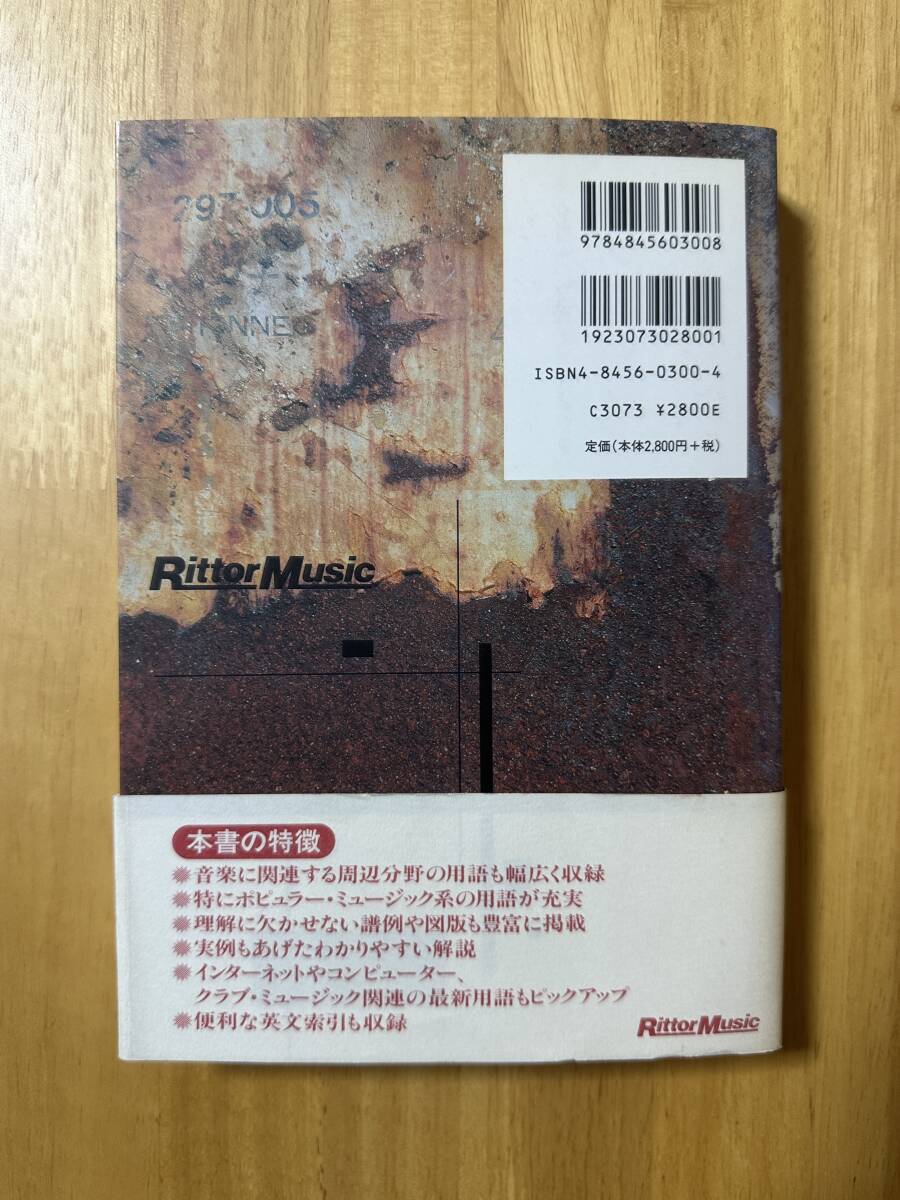 297-005
9784845603008
1923073028001
ISBN4-8456-0300-4
C3073 ¥2800E
定価(本体2,800円+税)
RittorMusic
本書の特徴
音楽に関連する周辺分野の用語も幅広く収録
特にポピュラー・ミュージック系の用語が充実
理解に欠かせない譜例や図版も豊富に掲載
実例もあげたわかりやすい解説
インターネットやコンピューター、
クラブ・ミュージック関連の最新用語もピックアップ
便利な英文索引も収録
RittorMusic